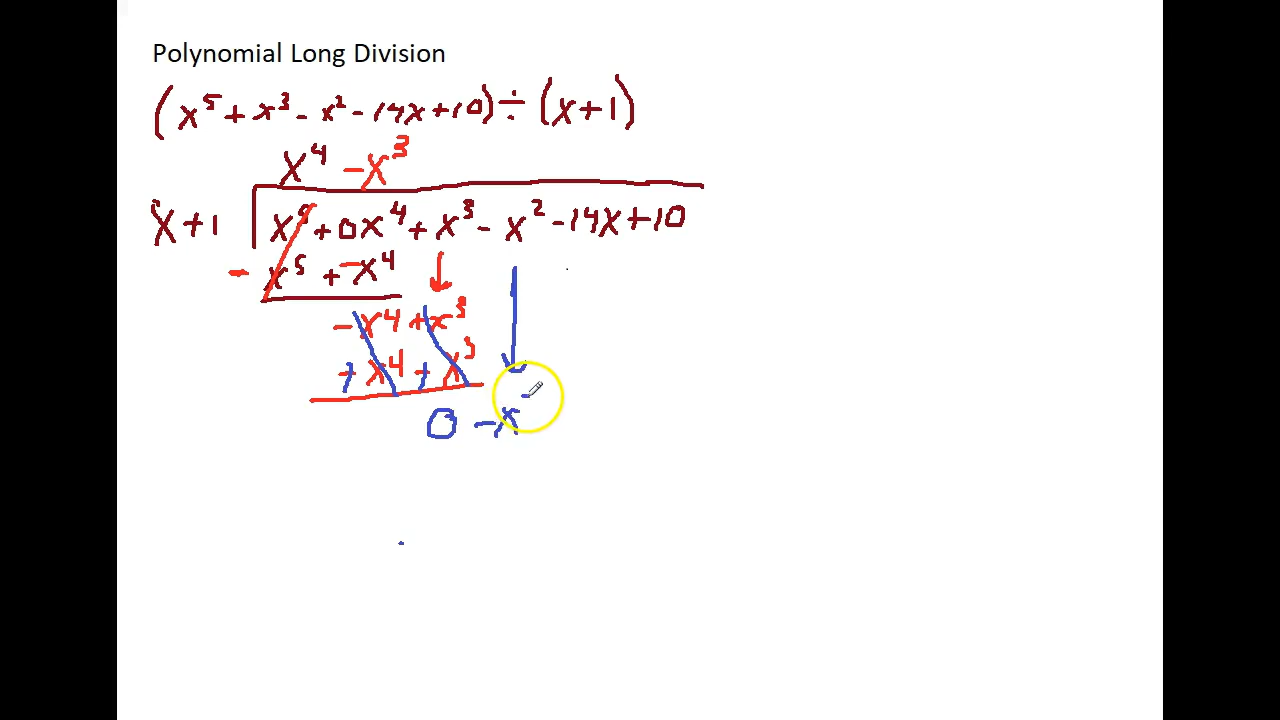 Polynomial Long Division
(x⁵ + x³ - x² - 14x + 10) ÷ (x + 1)
x⁴ - x³
x + 1 x⁵ + 0x⁴ + x³ - x² - 14x + 10
- x⁵ + -x⁴
- x⁴ + x³
+ x⁴ + x³
0 - x